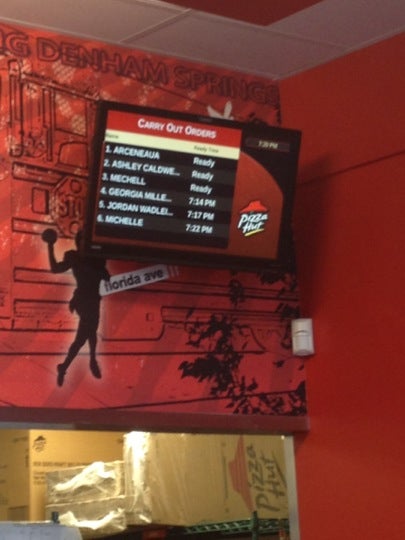 NG DENHAM SPRINGS
CARRY OUT ORDERS
7:20 PM
Name Ready Time
1. ARCENEAUA Ready
2. ASHLEY CALDWE... Ready
3. MECHELL Ready
4. GEORGIA MILLE... 7:14 PM
5. JORDAN WADLEI... 7:17 PM
6. MICHELLE 7:22 PM
Pizza
Hut
florida ave
Pizza
Hut